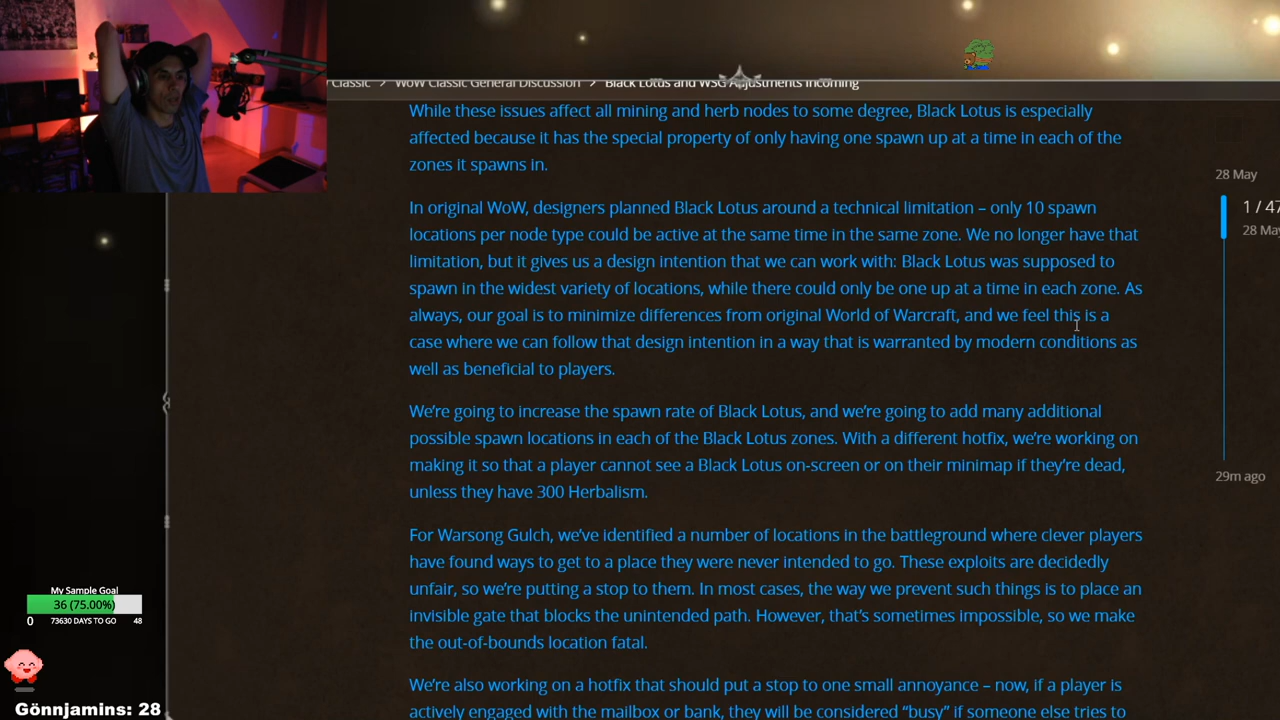 Classic > WoW Classic General Discussion > Black Lotus and WSG Adjustments Incoming
While these issues affect all mining and herb nodes to some degree, Black Lotus is especially
affected because it has the special property of only having one spawn up at a time in each of the
zones it spawns in.
28 May
In original WoW, designers planned Black Lotus around a technical limitation – only 10 spawn
1 / 47
locations per node type could be active at the same time in the same zone. We no longer have that
28 May
limitation, but it gives us a design intention that we can work with: Black Lotus was supposed to
spawn in the widest variety of locations, while there could only be one up at a time in each zone. As
always, our goal is to minimize differences from original World of Warcraft, and we feel this is a
case where we can follow that design intention in a way that is warranted by modern conditions as
well as beneficial to players.
We're going to increase the spawn rate of Black Lotus, and we're going to add many additional
possible spawn locations in each of the Black Lotus zones. With a different hotfix, we're working on
making it so that a player cannot see a Black Lotus on-screen or on their minimap if they're dead,
29m ago
unless they have 300 Herbalism.
For Warsong Gulch, we've identified a number of locations in the battleground where clever players
have found ways to get to a place they were never intended to go. These exploits are decidedly
unfair, so we're putting a stop to them. In most cases, the way we prevent such things is to place an
invisible gate that blocks the unintended path. However, that's sometimes impossible, so we make
the out-of-bounds location fatal.
We're also working on a hotfix that should put a stop to one small annoyance – now, if a player is
actively engaged with the mailbox or bank, they will be considered "busy" if someone else tries to
My Sample Goal
36 (75.00%)
0 73630 DAYS TO GO 48
Gönnjamins: 28